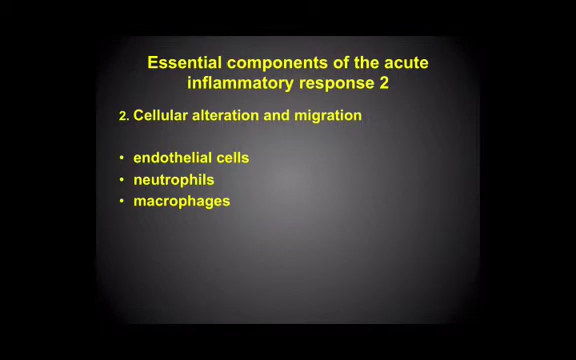 Essential components of the acute
inflammatory response 2
2. Cellular alteration and migration
• endothelial cells
• neutrophils
• macrophages